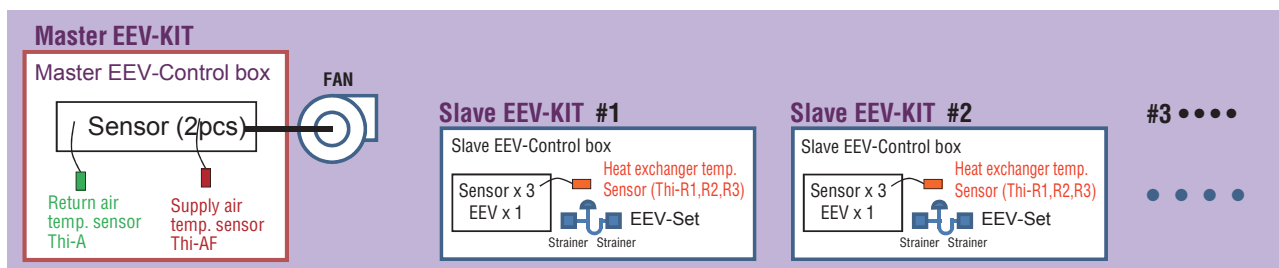 Master EEV-KIT
Master EEV-Control box
Sensor (2pcs)
Return air
temp. sensor
Thi-A
Supply air
temp. sensor
Thi-AF
FAN
Slave EEV-KIT #1
Slave EEV-Control box
Sensor x 3
EEV x 1
Heat exchanger temp.
Sensor (Thi-R1,R2,R3)
EEV-Set
Strainer Strainer
Slave EEV-KIT #2
Slave EEV-Control box
Sensor x 3
EEV x 1
Heat exchanger temp.
Sensor (Thi-R1,R2,R3)
EEV-Set
Strainer Strainer
#3 ••••